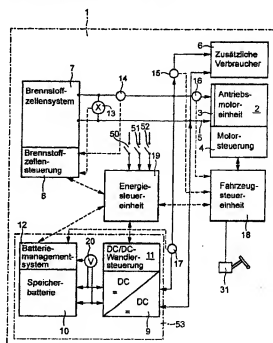 1
6
Zusätzliche
Verbraucher
7
14
15
16
Brennstoff-
zellensystem
X
13
Antriebs-
motor-
einheit
2
3
5
Motor-
steuerung
4
50
51
52
Brennstoff-
zellen-
steuerung
8
19
Energie-
steuer-
einheit
Fahrzeug-
steuer-
einheit
18
12
20
17
Batterie-
management-
system
V
DC/DC-
Wandler-
steuerung
11
31
Speicher-
batterie
DC
=
DC
=
10
9
53